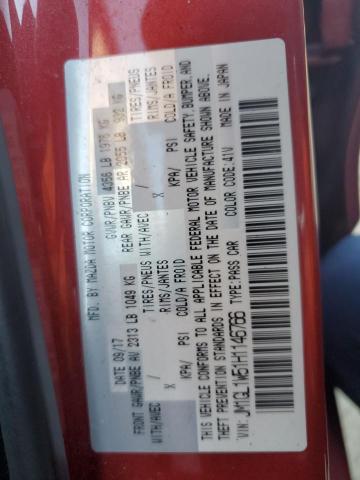 MFD. BY MAZDA MOTOR CORPORATION
DATE: 09/17 GVWR/PNBV 4356 LB 1976 KG
FRONT GAWR/PNBE AV 2313 LB 1049 KG REAR GAWR/PNBE AR 2055 LB 932 KG
WITH/AVEC / TIRES/PNEUS WITH/AVEC / TIRES/PNEUS
X RIMS/JANTES X RIMS/JANTES
KPA/ PSI COLD/A FROID KPA/ PSI COLD/A FROID
THIS VEHICLE CONFORMS TO ALL APPLICABLE FEDERAL MOTOR VEHICLE SAFETY, BUMPER, AND
THEFT PREVENTION STANDARDS IN EFFECT ON THE DATE OF MANUFACTURE SHOWN ABOVE.
VIN: JM1GL1W51H1146766 TYPE:PASS CAR COLOR CODE:41V MADE IN JAPAN